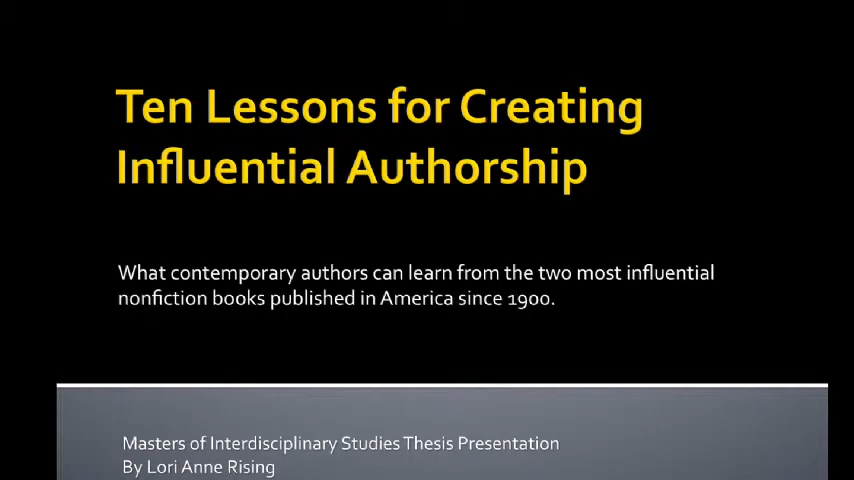 Ten Lessons for Creating
Influential Authorship
What contemporary authors can learn from the two most influential
nonfiction books published in America since 1900.
Masters of Interdisciplinary Studies Thesis Presentation
By Lori Anne Rising